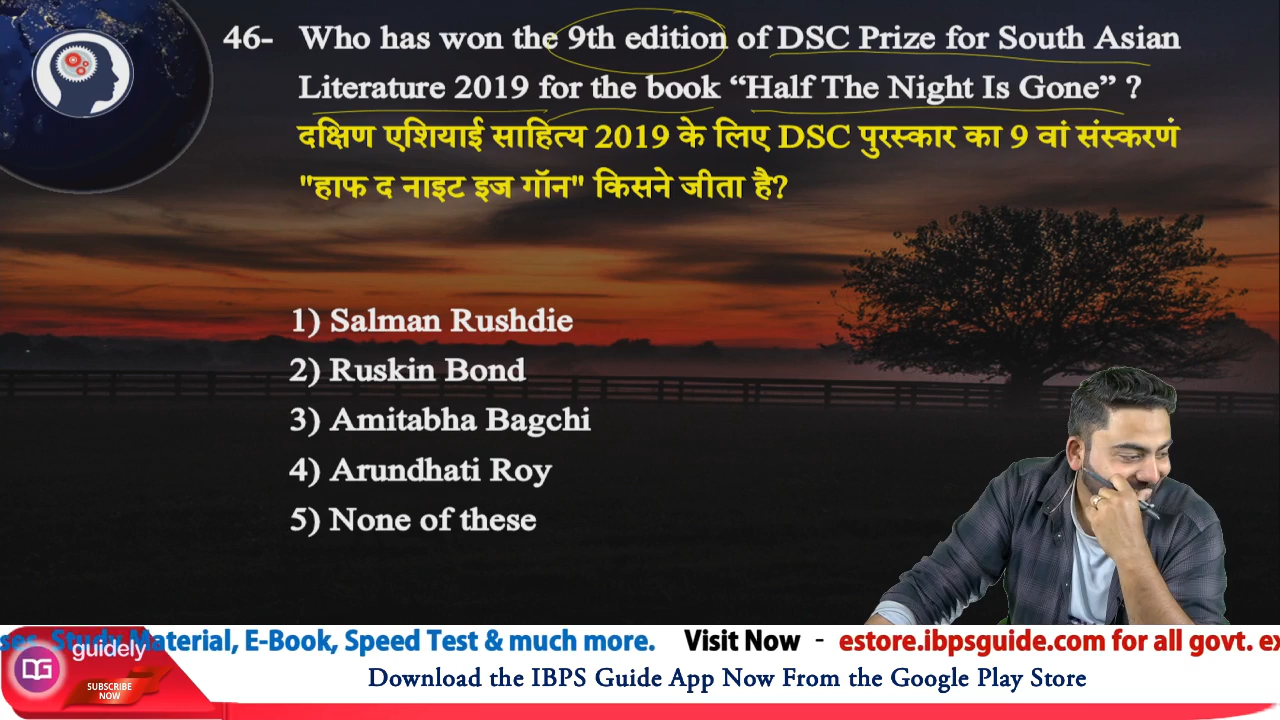 46- Who has won the 9th edition of DSC Prize for South Asian
Literature 2019 for the book “Half The Night Is Gone” ?
दक्षिण एशियाई साहित्य 2019 के लिए DSC पुरस्कार का 9 वां संस्करणं
"हाफ द नाइट इज गॉन" किसने जीता है?
1) Salman Rushdie
2) Ruskin Bond
3) Amitabha Bagchi
4) Arundhati Roy
5) None of these
Study Material, E-Book, Speed Test & much more. Visit Now - estore.ibpsguide.com for all govt.
guidely
SUBSCRIBE
NOW
Download the IBPS Guide App Now From the Google Play Store